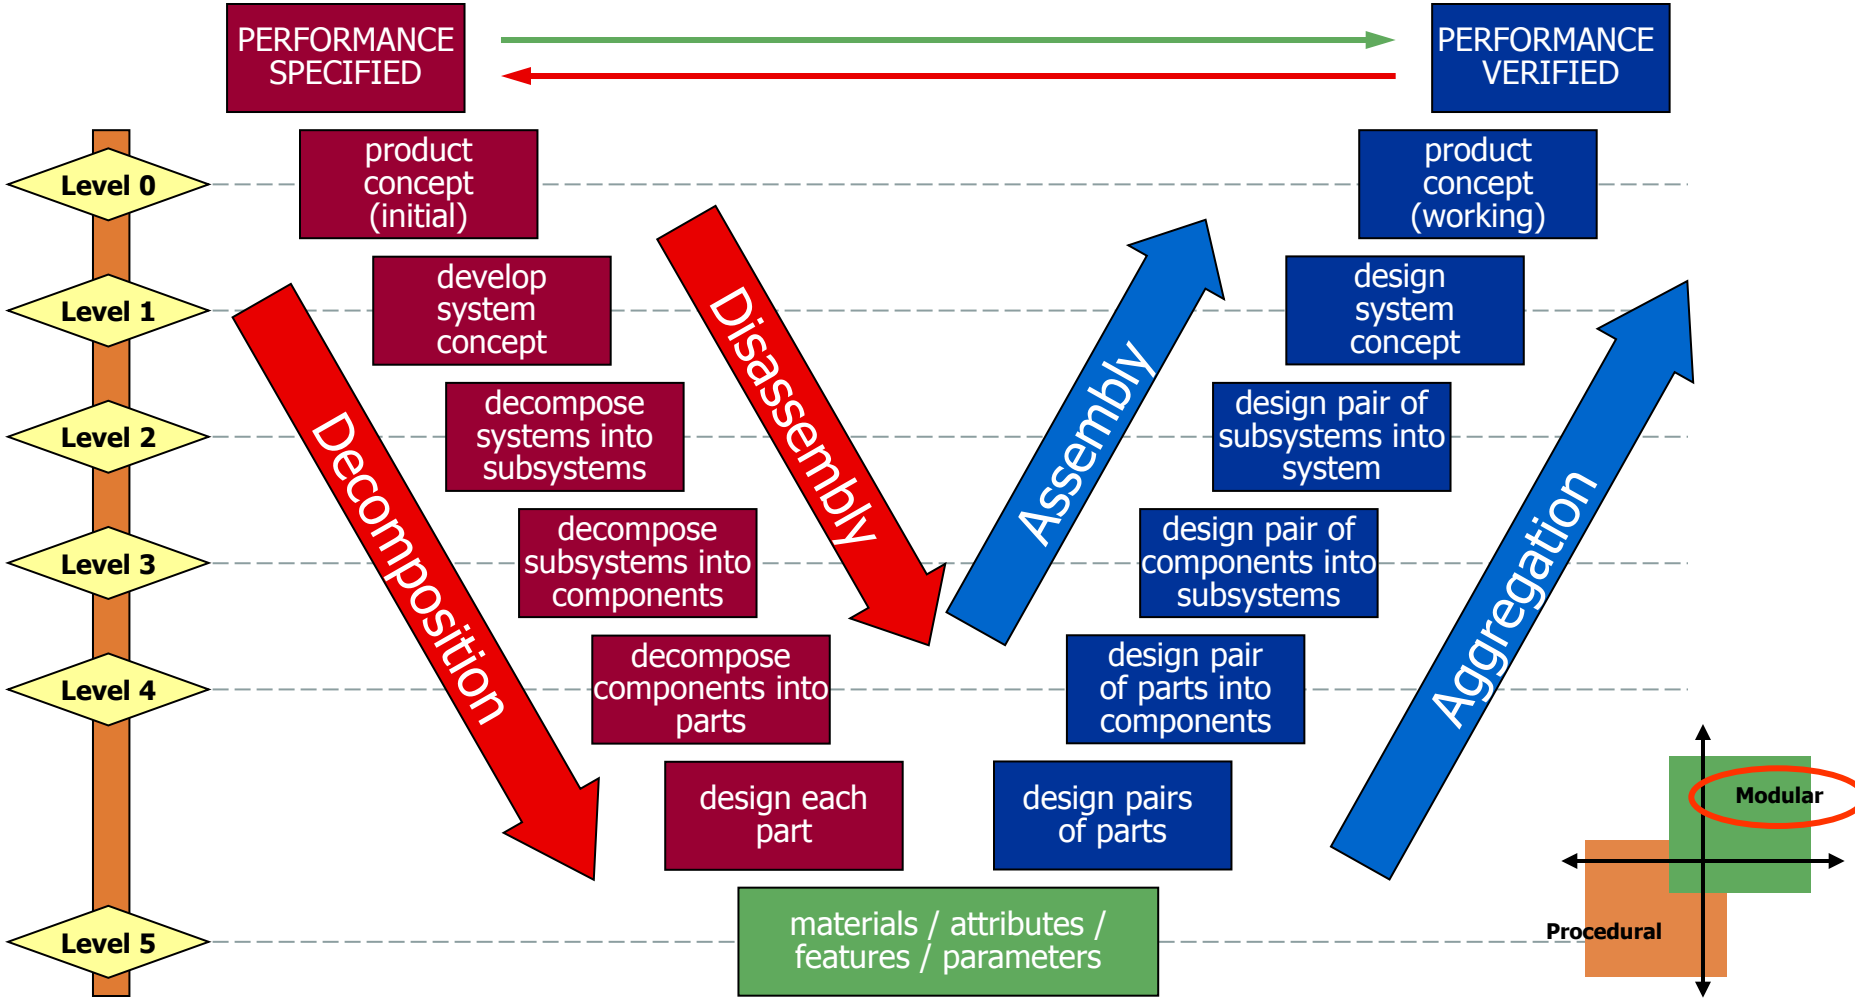 PERFORMANCE
SPECIFIED
PERFORMANCE
VERIFIED
Level 0
product
concept
(initial)
product
concept
(working)
Level 1
develop
system
concept
design
system
concept
Level 2
decompose
systems into
subsystems
design pair of
subsystems into
system
Level 3
decompose
subsystems into
components
design pair of
components into
subsystems
Level 4
decompose
components into
parts
design pair
of parts into
components
design each
part
design pairs
of parts
Level 5
materials / attributes /
features / parameters
Decomposition
Disassembly
Assembly
Aggregation
Modular
Procedural